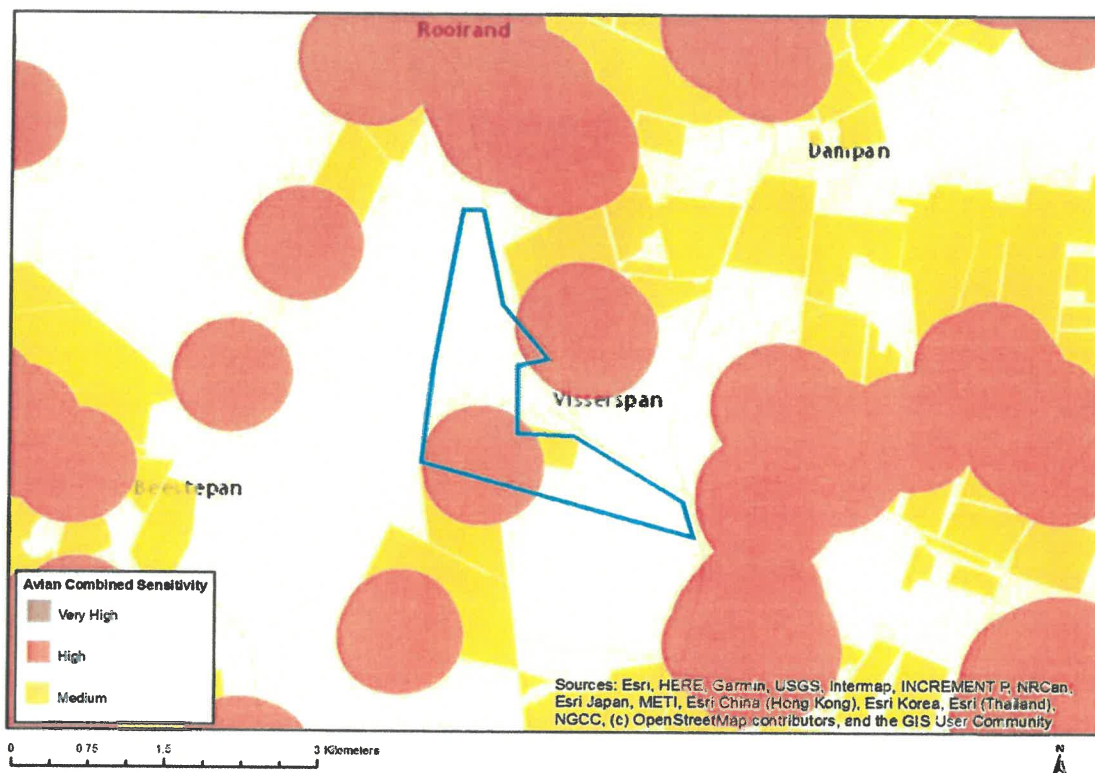 Rooirand
Danipan
Visserspan
Beestepan
Avian Combined Sensitivity
Very High
High
Medium
Sources: Esri, HERE, Garmin, USGS, Intermap, INCREMENT P, NRCan,
Esri Japan, METI, Esri China (Hong Kong), Esri Korea, Esri (Thailand),
NGCC, (c) OpenStreetMap contributors, and the GIS User Community
0 0.75 1.5 3 Kilometers
N